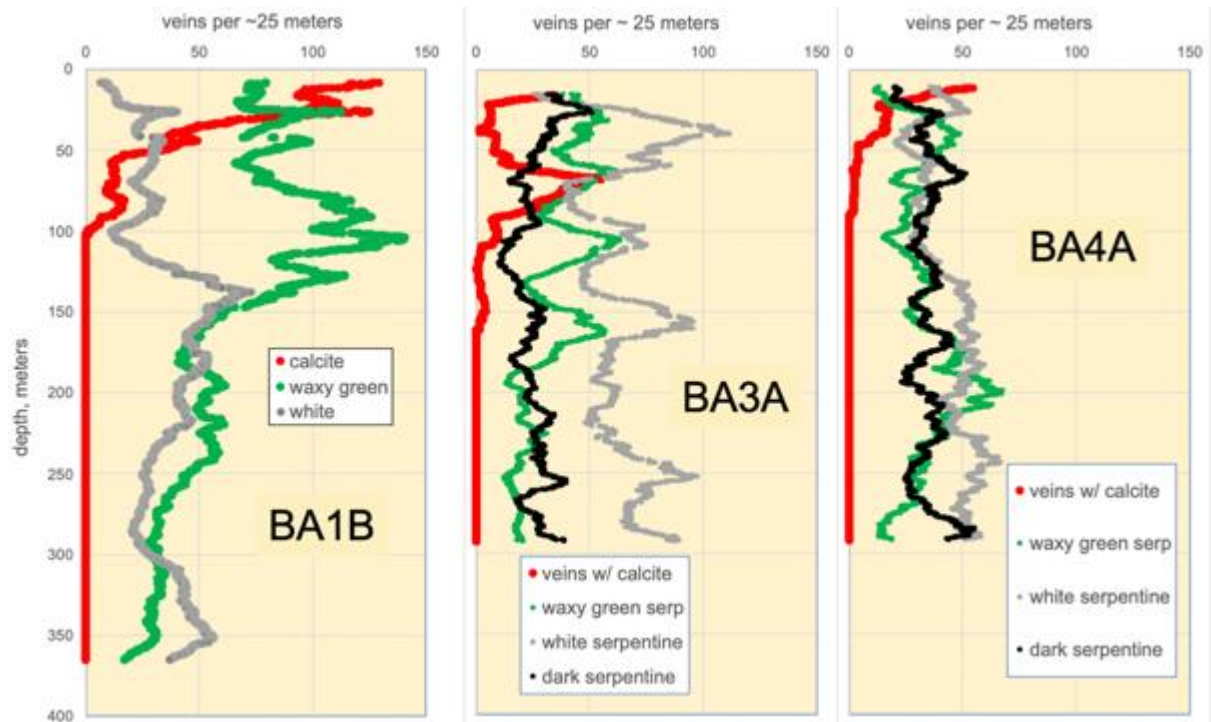 veins per ~25 meters
0 50 100 150
0
50
100
150
200
250
300
350
400
depth, meters
calcite
waxy green
white
BA1B
veins per ~ 25 meters
0 50 100 150
BA3A
veins w/ calcite
waxy green serp
white serpentine
dark serpentine
veins per ~ 25 meters
0 50 100 150
BA4A
veins w/ calcite
waxy green serp
white serpentine
dark serpentine